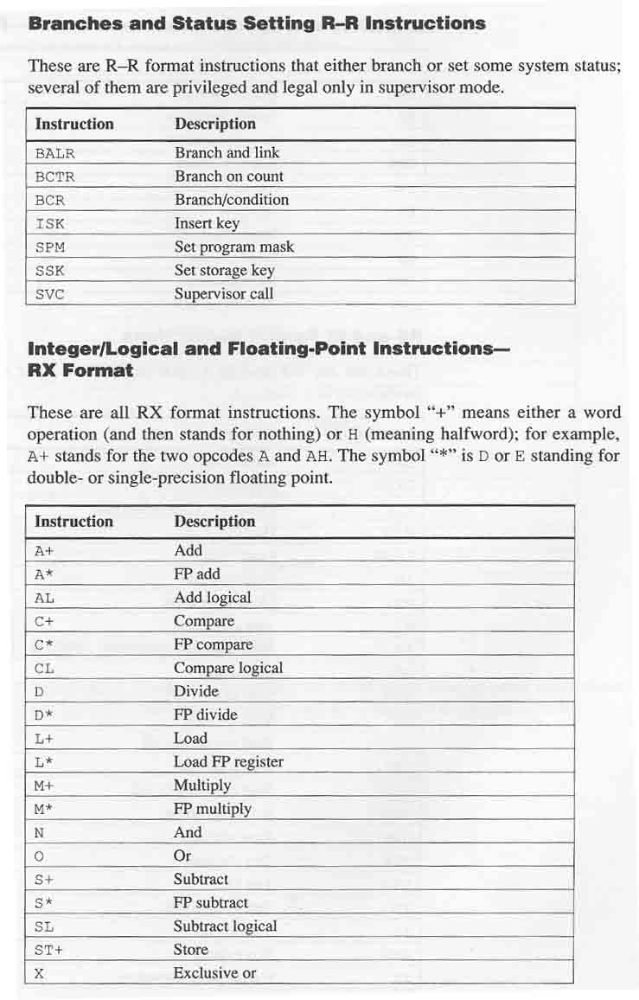 Branches and Status Setting R–R Instructions
These are R–R format instructions that either branch or set some system status;
several of them are privileged and legal only in supervisor mode.
Instruction Description
BALR Branch and link
BCTR Branch on count
BCR Branch/condition
ISK Insert key
SPM Set program mask
SSK Set storage key
SVC Supervisor call
Integer/Logical and Floating-Point Instructions—
RX Format
These are all RX format instructions. The symbol “+” means either a word
operation (and then stands for nothing) or H (meaning halfword); for example,
A+ stands for the two opcodes A and AH. The symbol “*” is D or E standing for
double- or single-precision floating point.
Instruction Description
A+ Add
A* FP add
AL Add logical
C+ Compare
C* FP compare
CL Compare logical
D Divide
D* FP divide
L+ Load
L* Load FP register
M+ Multiply
M* FP multiply
N And
O Or
S+ Subtract
S* FP subtract
SL Subtract logical
ST+ Store
X Exclusive or